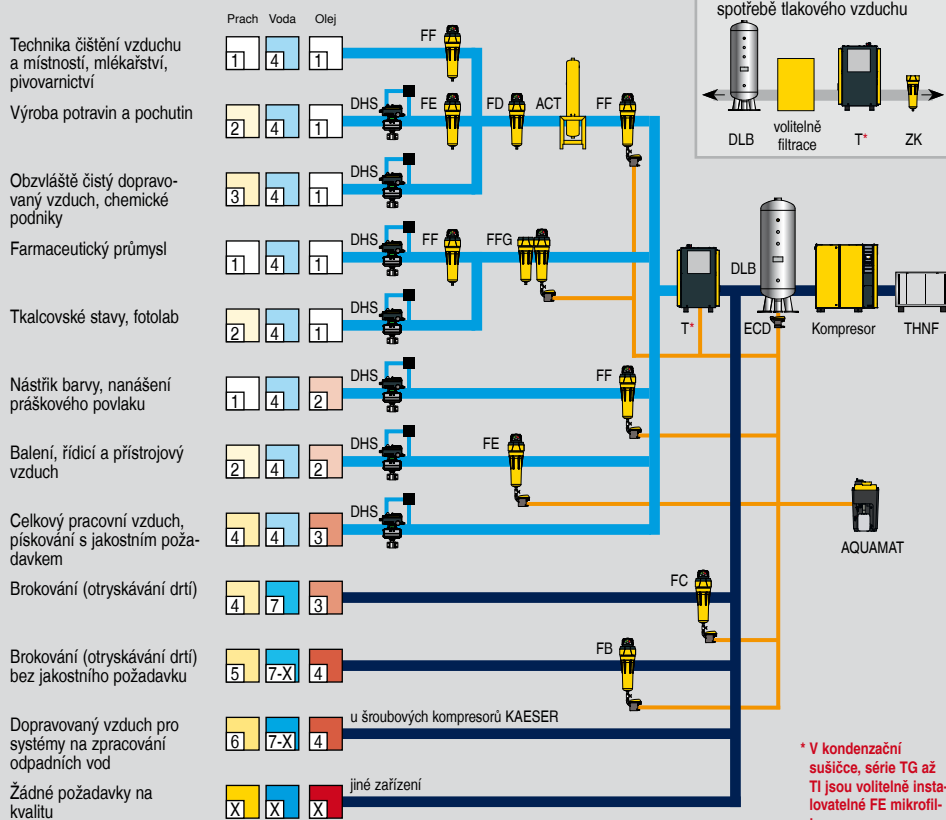 spotřebě tlakového vzduchu
DLB
volitelně
filtrace
T*
ZK
Prach Voda Olej
Technika čištění vzduchu
a místností, mlékařství,
pivovarnictví
1 4 1
FF
Výroba potravin a pochutin
2 4 1
DHS FE FD ACT FF
Obzvláště čistý dopravo-
vaný vzduch, chemické
podniky
3 4 1
DHS
Farmaceutický průmysl
1 4 1
DHS FF FFG
DLB
T* ECD Kompresor THNF
Tkalcovské stavy, fotolab
2 4 1
DHS
Nástřik barvy, nanášení
práškového povlaku
1 4 2
DHS FF
Balení, řídicí a přístrojový
vzduch
2 4 2
DHS FE
AQUAMAT
Celkový pracovní vzduch,
pískování s jakostním poža-
davkem
4 4 3
DHS
Brokování (otryskávání drtí)
4 7 3
FC
Brokování (otryskávání drtí)
bez jakostního požadavku
5 7-X 4
FB
Dopravovaný vzduch pro
systémy na zpracování
odpadních vod
6 7-X 4
u šroubových kompresorů KAESER
Žádné požadavky na
kvalitu
X X X
jiné zařízení
* V kondenzační
sušičce, série TG až
TI jsou volitelně insta-
lovatelné FE mikrofil-